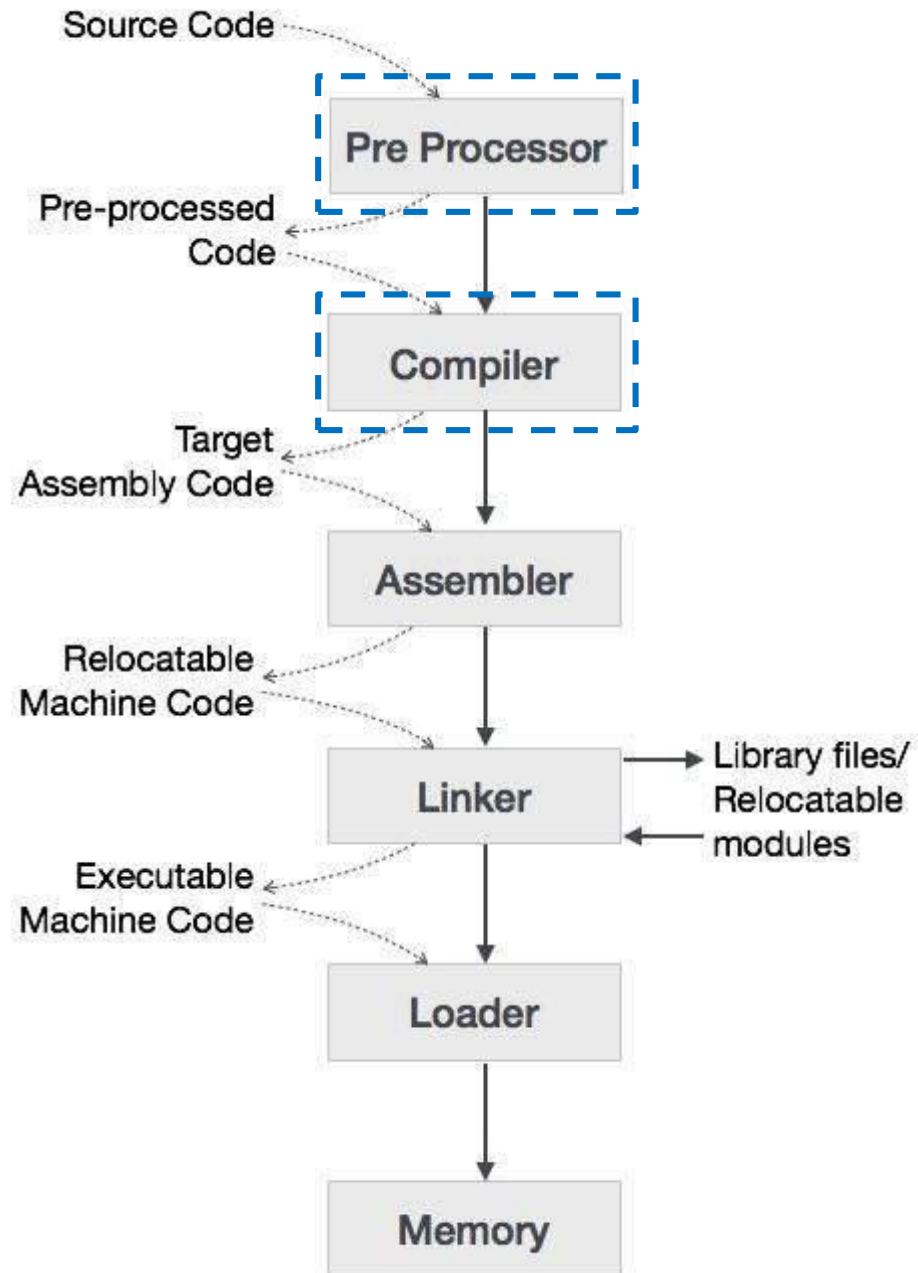 Source Code
Pre Processor
Pre-processed
Code
Compiler
Target
Assembly Code
Assembler
Relocatable
Machine Code
Linker
Library files/
Relocatable
modules
Executable
Machine Code
Loader
Memory